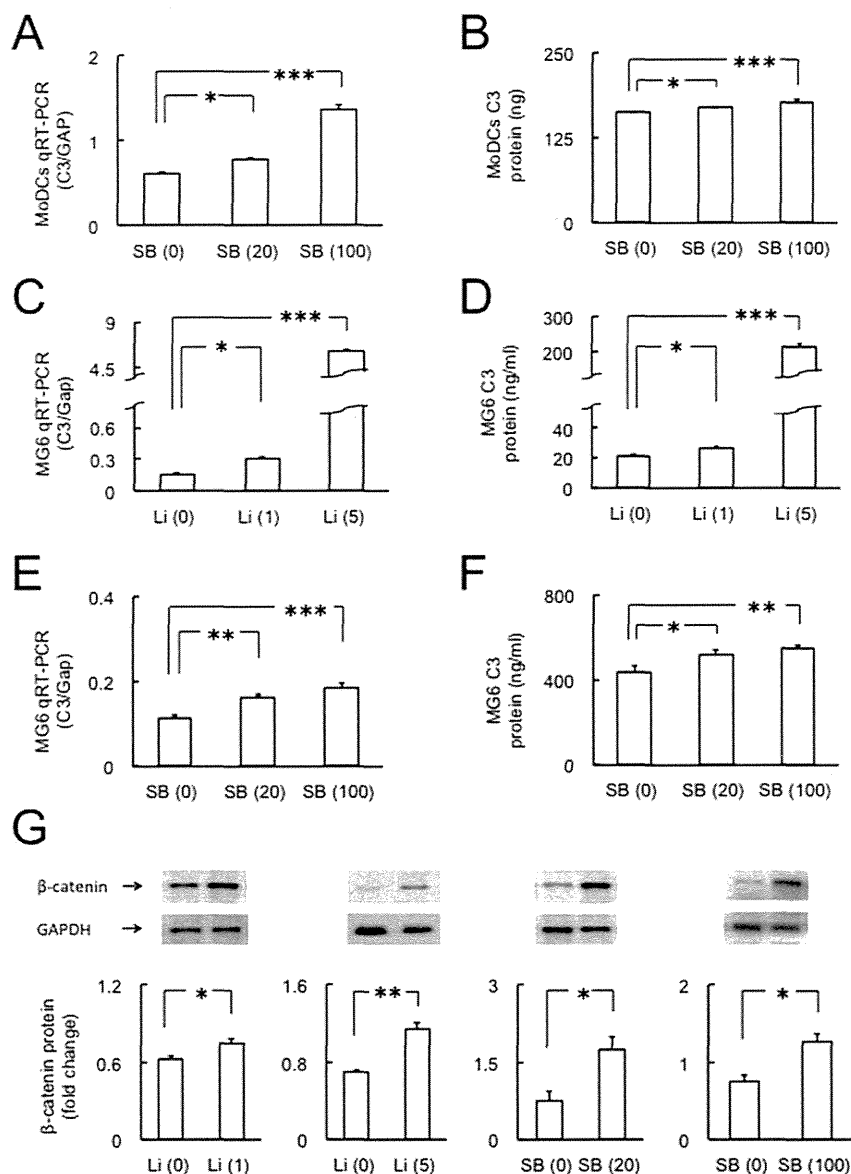 A
MoDCs qRT-PCR
(C3/GAP)
2
1
0
***
*
SB (0) SB (20) SB (100)
B
MoDCs C3
protein (ng)
250
125
0
***
*
SB (0) SB (20) SB (100)
C
MG6 qRT-PCR
(C3/Gap)
9
4.5
0.6
0.3
0
***
*
Li (0) Li (1) Li (5)
D
MG6 C3
protein (ng/ml)
300
200
40
20
0
***
*
Li (0) Li (1) Li (5)
E
MG6 qRT-PCR
(C3/Gap)
0.4
0.2
0
***
**
SB (0) SB (20) SB (100)
F
MG6 C3
protein (ng/ml)
800
400
0
**
*
SB (0) SB (20) SB (100)
G
β-catenin →
GAPDH →
β-catenin protein
(fold change)
1.2
0.6
0
*
Li (0) Li (1)
1.6
0.8
0
**
Li (0) Li (5)
3
1.5
0
*
SB (0) SB (20)
2
1
0
*
SB (0) SB (100)